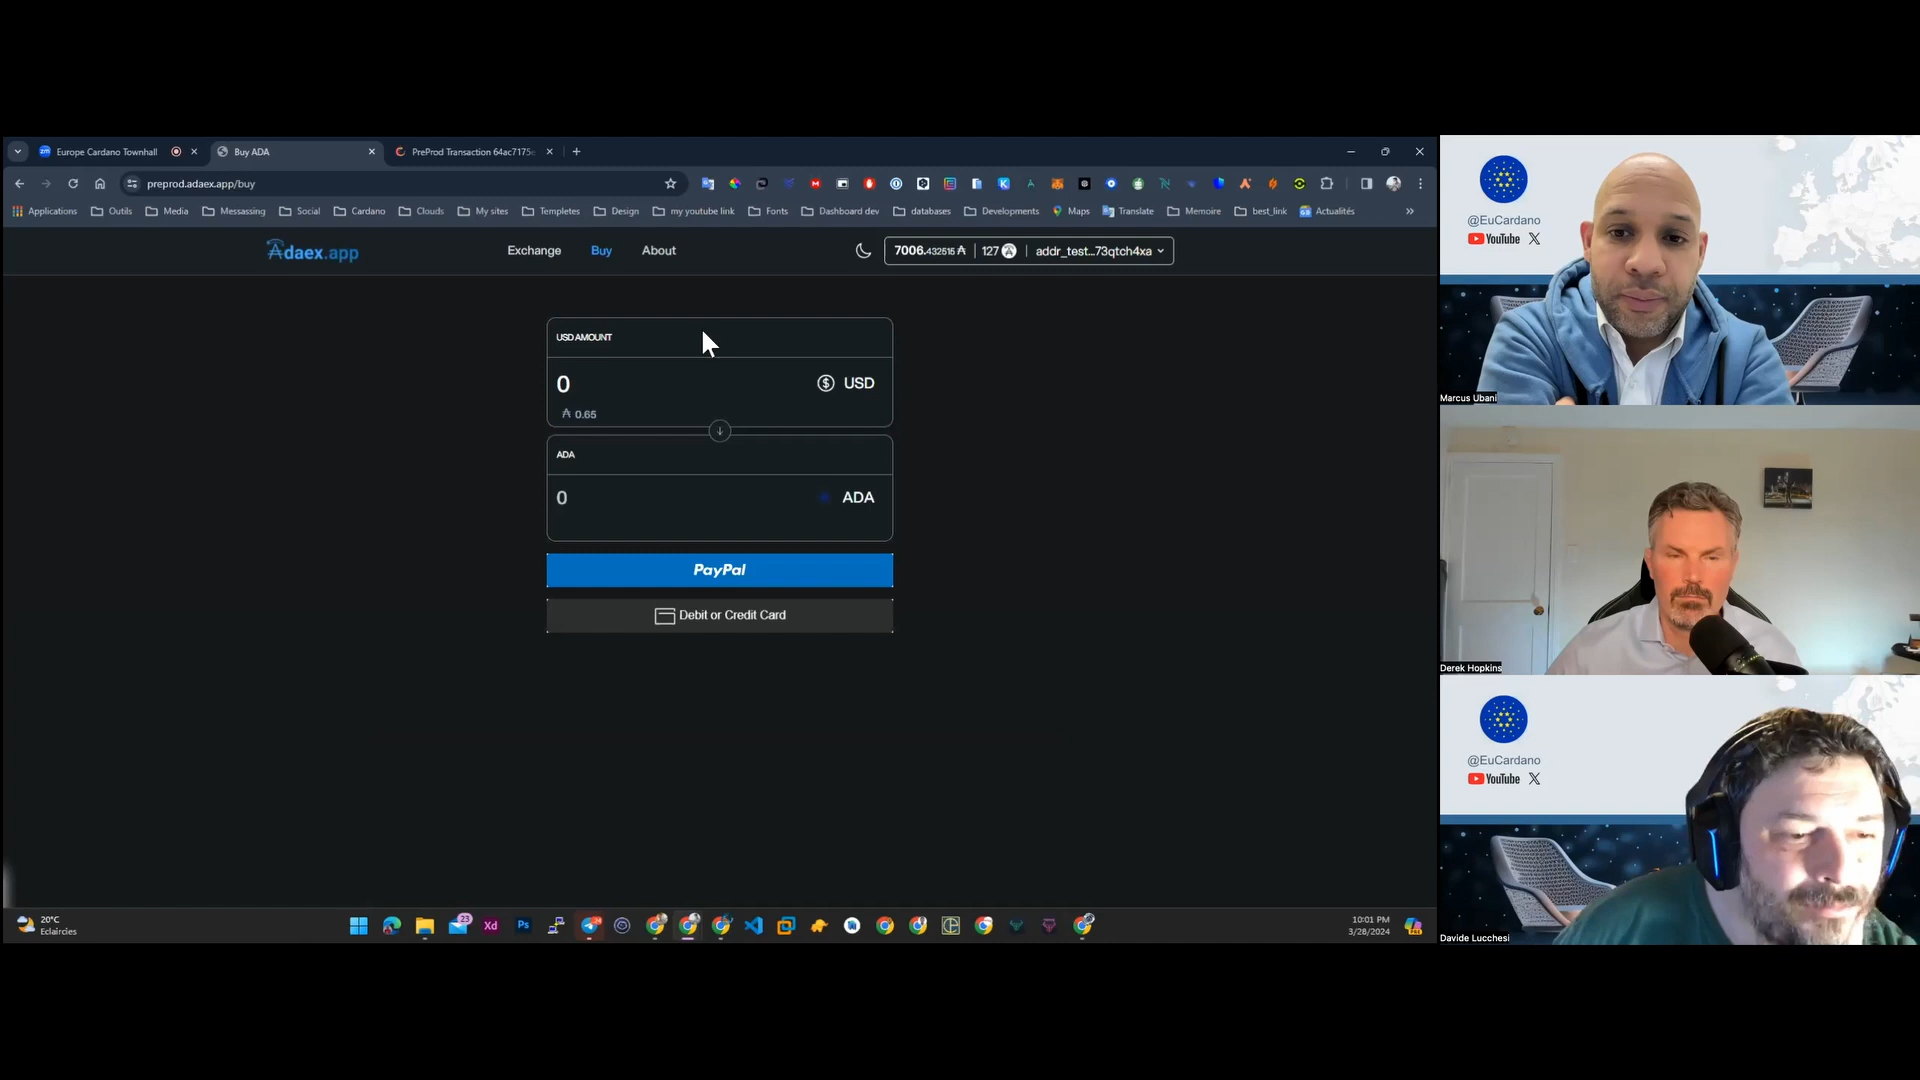 Europe Cardano Townhall
Buy ADA
PreProd Transaction 64ac7175
preprod.adaex.app/buy
Applications
Outils
Media
Messassing
Social
Cardano
Clouds
My sites
Templetes
Design
my youtube link
Fonts
Dashboard dev
databases
Developments
Maps
Translate
Memoire
best_link
Actualités
»
Adaex.app
Exchange
Buy
About
7006.432515 ₳
127
addr_test...73qtch4xa
USD AMOUNT
0
USD
₳ 0.65
ADA
0
ADA
PayPal
Debit or Credit Card
20°C
Eclaircies
23
Xd
Ps
10:01 PM
3/28/2024
@EuCardano
YouTube X
Marcus Ubani
Derek Hopkins
@EuCardano
YouTube X
Davide Lucchesi